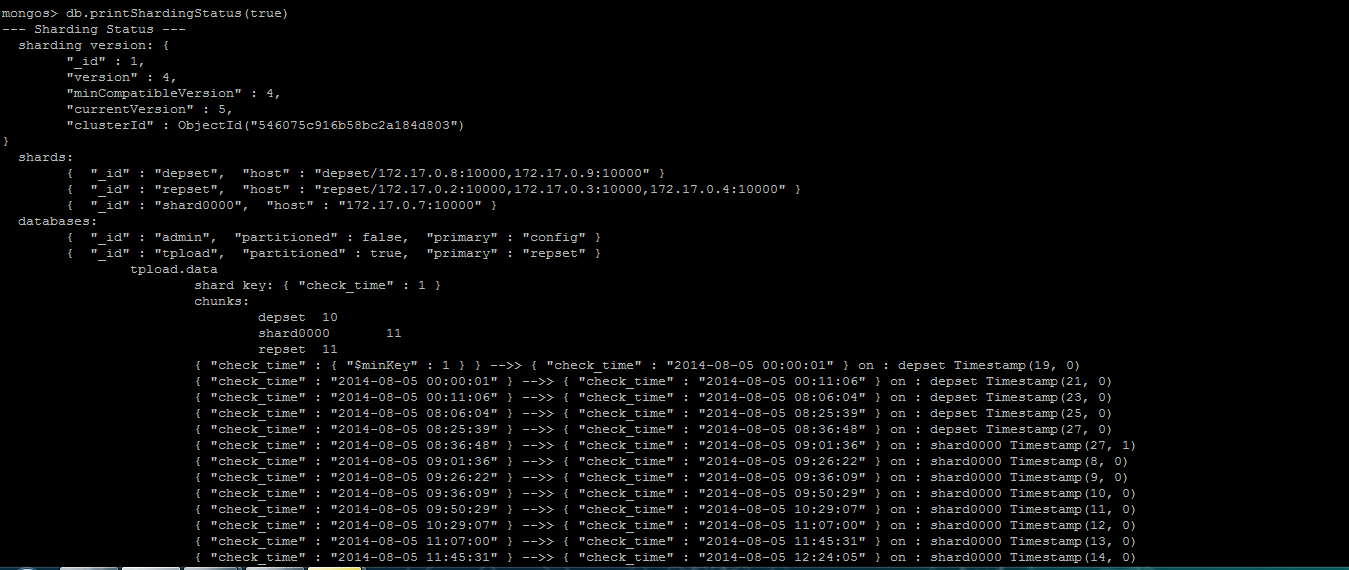 mongos> db.printShardingStatus(true)
--- Sharding Status ---
  sharding version: {
        "_id" : 1,
        "version" : 4,
        "minCompatibleVersion" : 4,
        "currentVersion" : 5,
        "clusterId" : ObjectId("546075c916b58bc2a184d803")
}
  shards:
        {  "_id" : "depset",  "host" : "depset/172.17.0.8:10000,172.17.0.9:10000" }
        {  "_id" : "repset",  "host" : "repset/172.17.0.2:10000,172.17.0.3:10000,172.17.0.4:10000" }
        {  "_id" : "shard0000",  "host" : "172.17.0.7:10000" }
  databases:
        {  "_id" : "admin",  "partitioned" : false,  "primary" : "config" }
        {  "_id" : "tpload",  "partitioned" : true,  "primary" : "repset" }
                tpload.data
                        shard key: { "check_time" : 1 }
                        chunks:
                                depset  10
                                shard0000       11
                                repset  11
                        { "check_time" : { "$minKey" : 1 } } -->> { "check_time" : "2014-08-05 00:00:01" } on : depset Timestamp(19, 0)
                        { "check_time" : "2014-08-05 00:00:01" } -->> { "check_time" : "2014-08-05 00:11:06" } on : depset Timestamp(21, 0)
                        { "check_time" : "2014-08-05 00:11:06" } -->> { "check_time" : "2014-08-05 08:06:04" } on : depset Timestamp(23, 0)
                        { "check_time" : "2014-08-05 08:06:04" } -->> { "check_time" : "2014-08-05 08:25:39" } on : depset Timestamp(25, 0)
                        { "check_time" : "2014-08-05 08:25:39" } -->> { "check_time" : "2014-08-05 08:36:48" } on : depset Timestamp(27, 0)
                        { "check_time" : "2014-08-05 08:36:48" } -->> { "check_time" : "2014-08-05 09:01:36" } on : shard0000 Timestamp(27, 1)
                        { "check_time" : "2014-08-05 09:01:36" } -->> { "check_time" : "2014-08-05 09:26:22" } on : shard0000 Timestamp(8, 0)
                        { "check_time" : "2014-08-05 09:26:22" } -->> { "check_time" : "2014-08-05 09:36:09" } on : shard0000 Timestamp(9, 0)
                        { "check_time" : "2014-08-05 09:36:09" } -->> { "check_time" : "2014-08-05 09:50:29" } on : shard0000 Timestamp(10, 0)
                        { "check_time" : "2014-08-05 09:50:29" } -->> { "check_time" : "2014-08-05 10:29:07" } on : shard0000 Timestamp(11, 0)
                        { "check_time" : "2014-08-05 10:29:07" } -->> { "check_time" : "2014-08-05 11:07:00" } on : shard0000 Timestamp(12, 0)
                        { "check_time" : "2014-08-05 11:07:00" } -->> { "check_time" : "2014-08-05 11:45:31" } on : shard0000 Timestamp(13, 0)
                        { "check_time" : "2014-08-05 11:45:31" } -->> { "check_time" : "2014-08-05 12:24:05" } on : shard0000 Timestamp(14, 0)